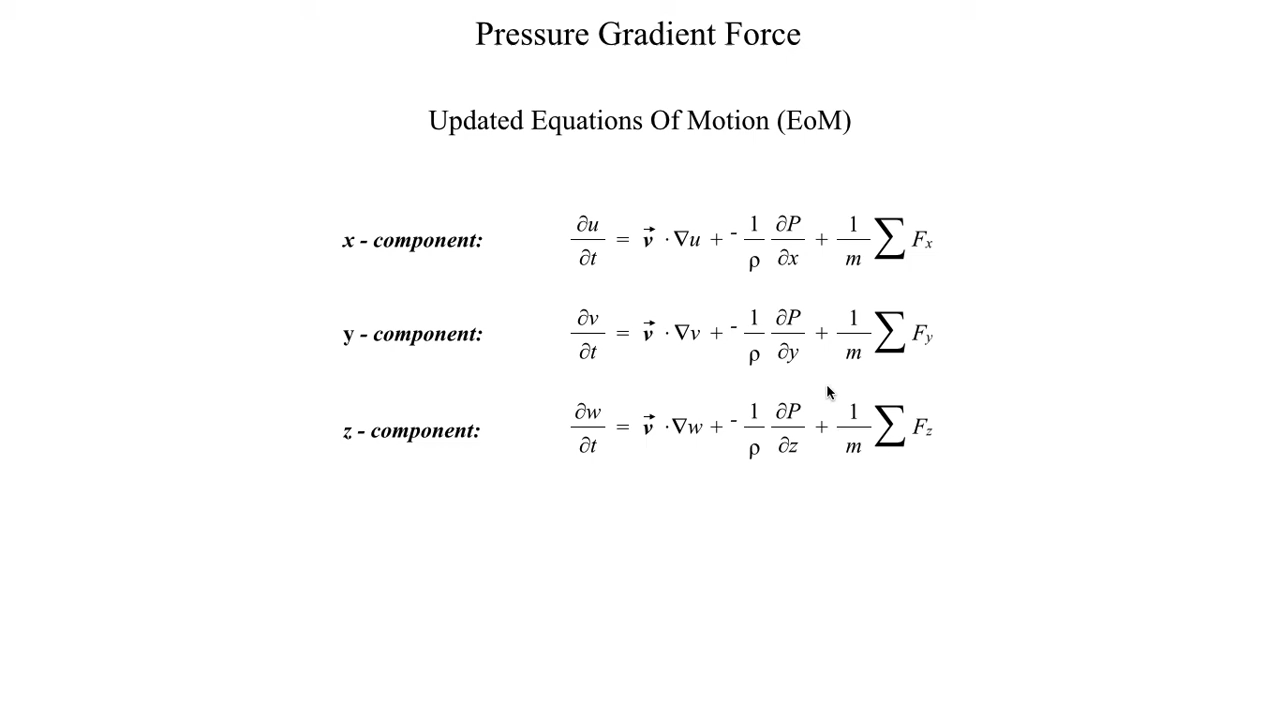 Pressure Gradient Force
Updated Equations Of Motion (EoM)
x - component: ∂u/∂t = v⃗ · ∇u + - 1/ρ ∂P/∂x + 1/m ∑ Fₓ
y - component: ∂v/∂t = v⃗ · ∇v + - 1/ρ ∂P/∂y + 1/m ∑ F_y
z - component: ∂w/∂t = v⃗ · ∇w + - 1/ρ ∂P/∂z + 1/m ∑ F_z